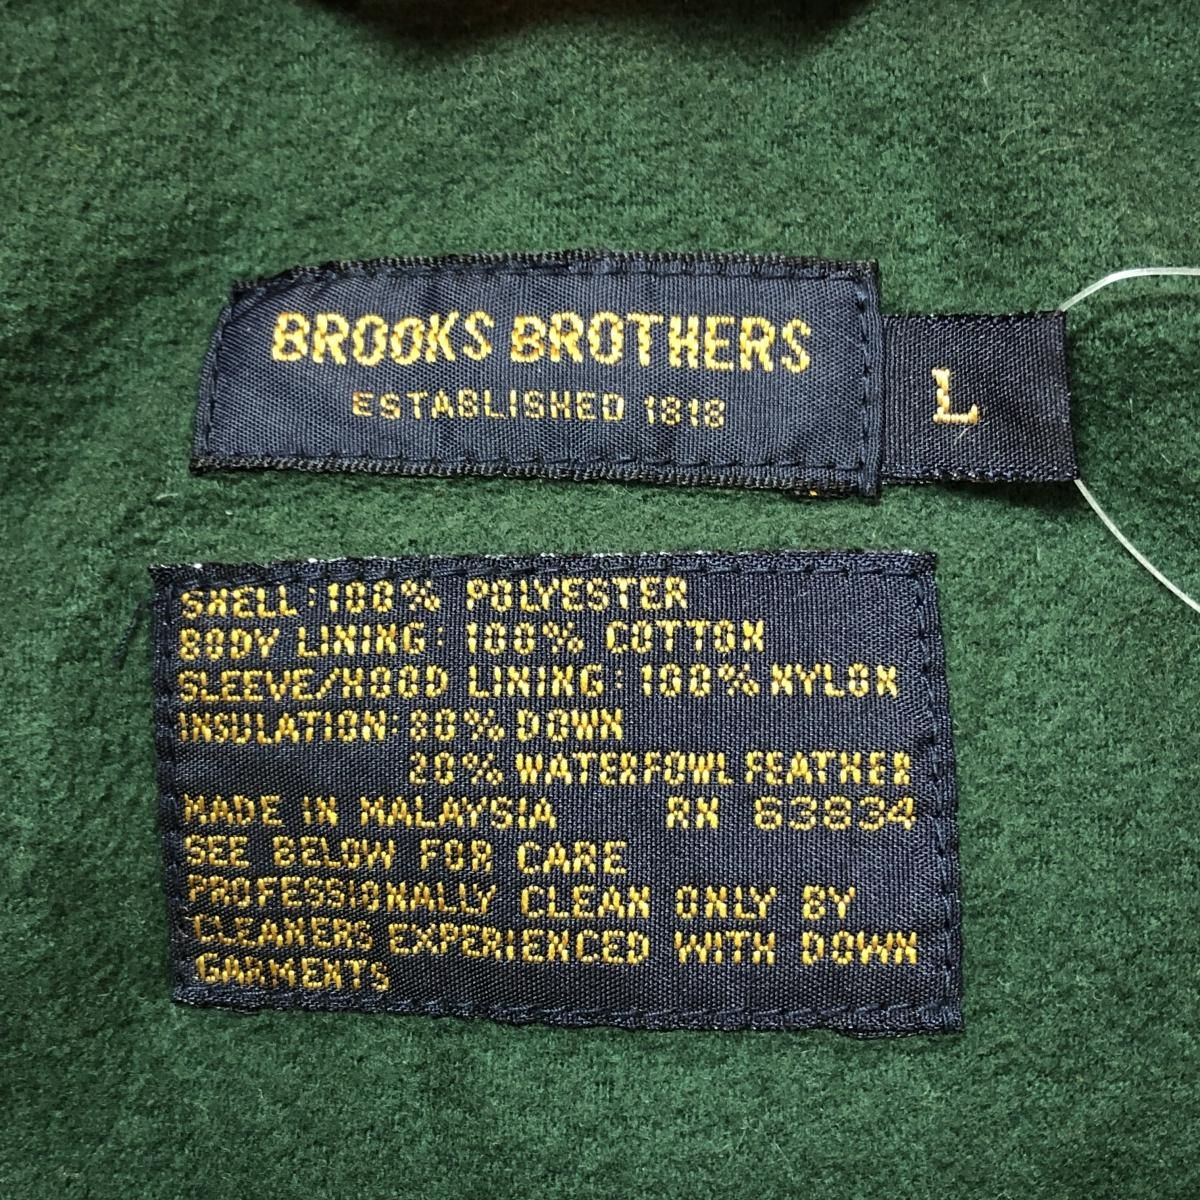 BROOKS BROTHERS
ESTABLISHED 1818
L
SHELL:100% POLYESTER
BODY LINING: 100% COTTON
SLEEVE/HOOD LINING: 100% NYLON
INSULATION: 80% DOWN
20% WATERFOWL FEATHER
MADE IN MALAYSIA RN 63834
SEE BELOW FOR CARE
PROFESSIONALLY CLEAN ONLY BY
CLEANERS EXPERIENCED WITH DOWN
GARMENTS